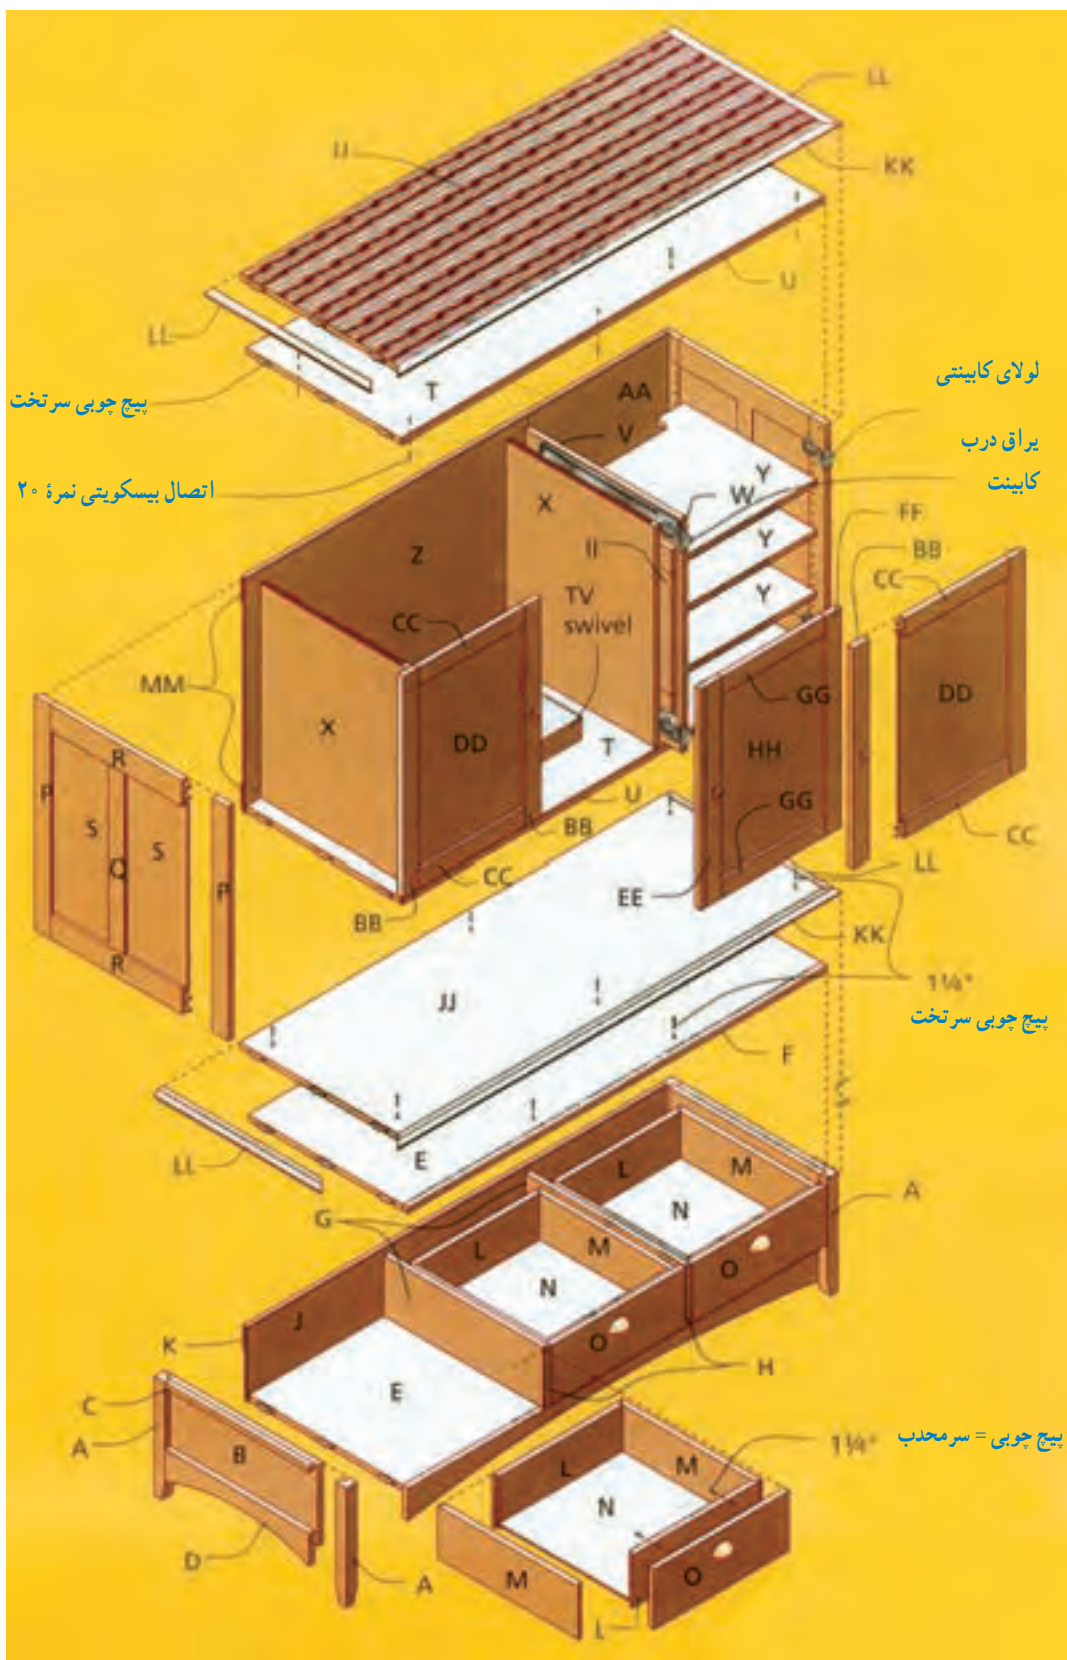 LL
JJ
KK
U
LL
T
پیچ چوبی سرتخت
AA
لولای کابینتی
V
یراق درب
کابینت
Y
W
اتصال بیسکویتی نمرۀ ۲۰
X
FF
Z
II
Y
BB
CC
TV
swivel
Y
CC
MM
GG
DD
X
DD
T
HH
R
P
U
GG
S
S
BB
CC
Q
CC
LL
P
EE
BB
KK
R
JJ
1¼"
پیچ چوبی سرتخت
F
E
LL
L
M
A
G
N
L
M
O
N
J
O
K
H
E
C
A
B
1¼"
پیچ چوبی = سرمحدب
L
M
N
D
A
M
O
L